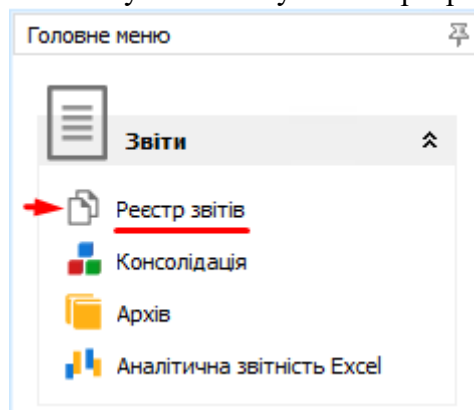 Головне меню
Звіти
Реєстр звітів
Консолідація
Архів
Аналітична звітність Excel